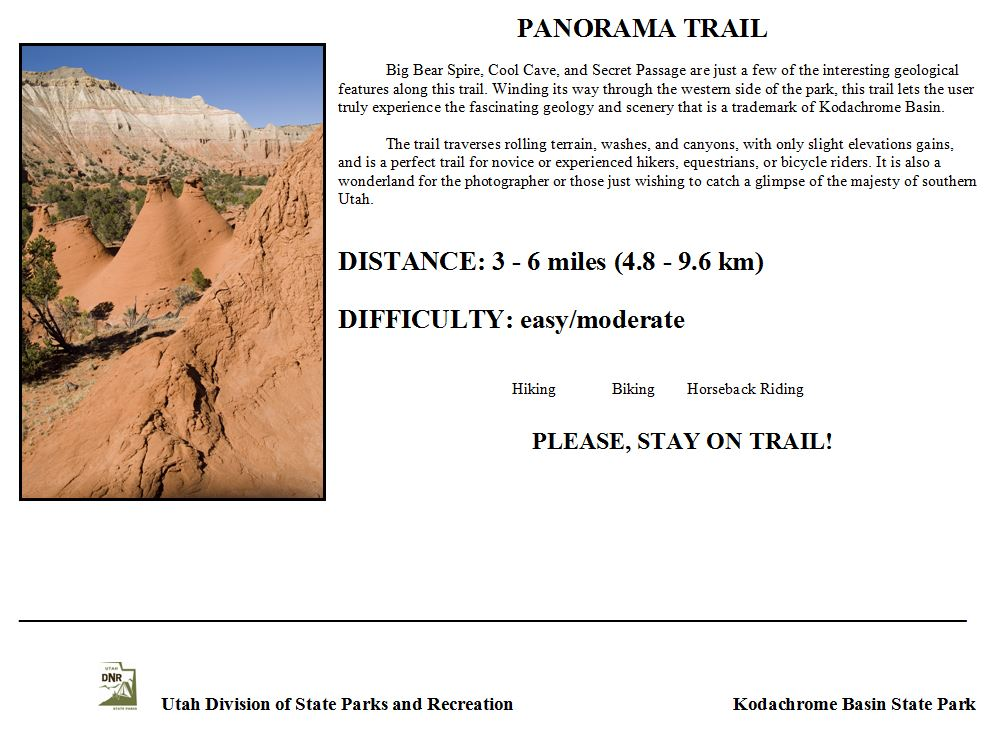 PANORAMA TRAIL
Big Bear Spire, Cool Cave, and Secret Passage are just a few of the interesting geological
features along this trail. Winding its way through the western side of the park, this trail lets the user
truly experience the fascinating geology and scenery that is a trademark of Kodachrome Basin.
The trail traverses rolling terrain, washes, and canyons, with only slight elevations gains,
and is a perfect trail for novice or experienced hikers, equestrians, or bicycle riders. It is also a
wonderland for the photographer or those just wishing to catch a glimpse of the majesty of southern
Utah.
DISTANCE: 3 - 6 miles (4.8 - 9.6 km)
DIFFICULTY: easy/moderate
Hiking Biking Horseback Riding
PLEASE, STAY ON TRAIL!
UTAH
DNR
STATE PARKS
Utah Division of State Parks and Recreation Kodachrome Basin State Park